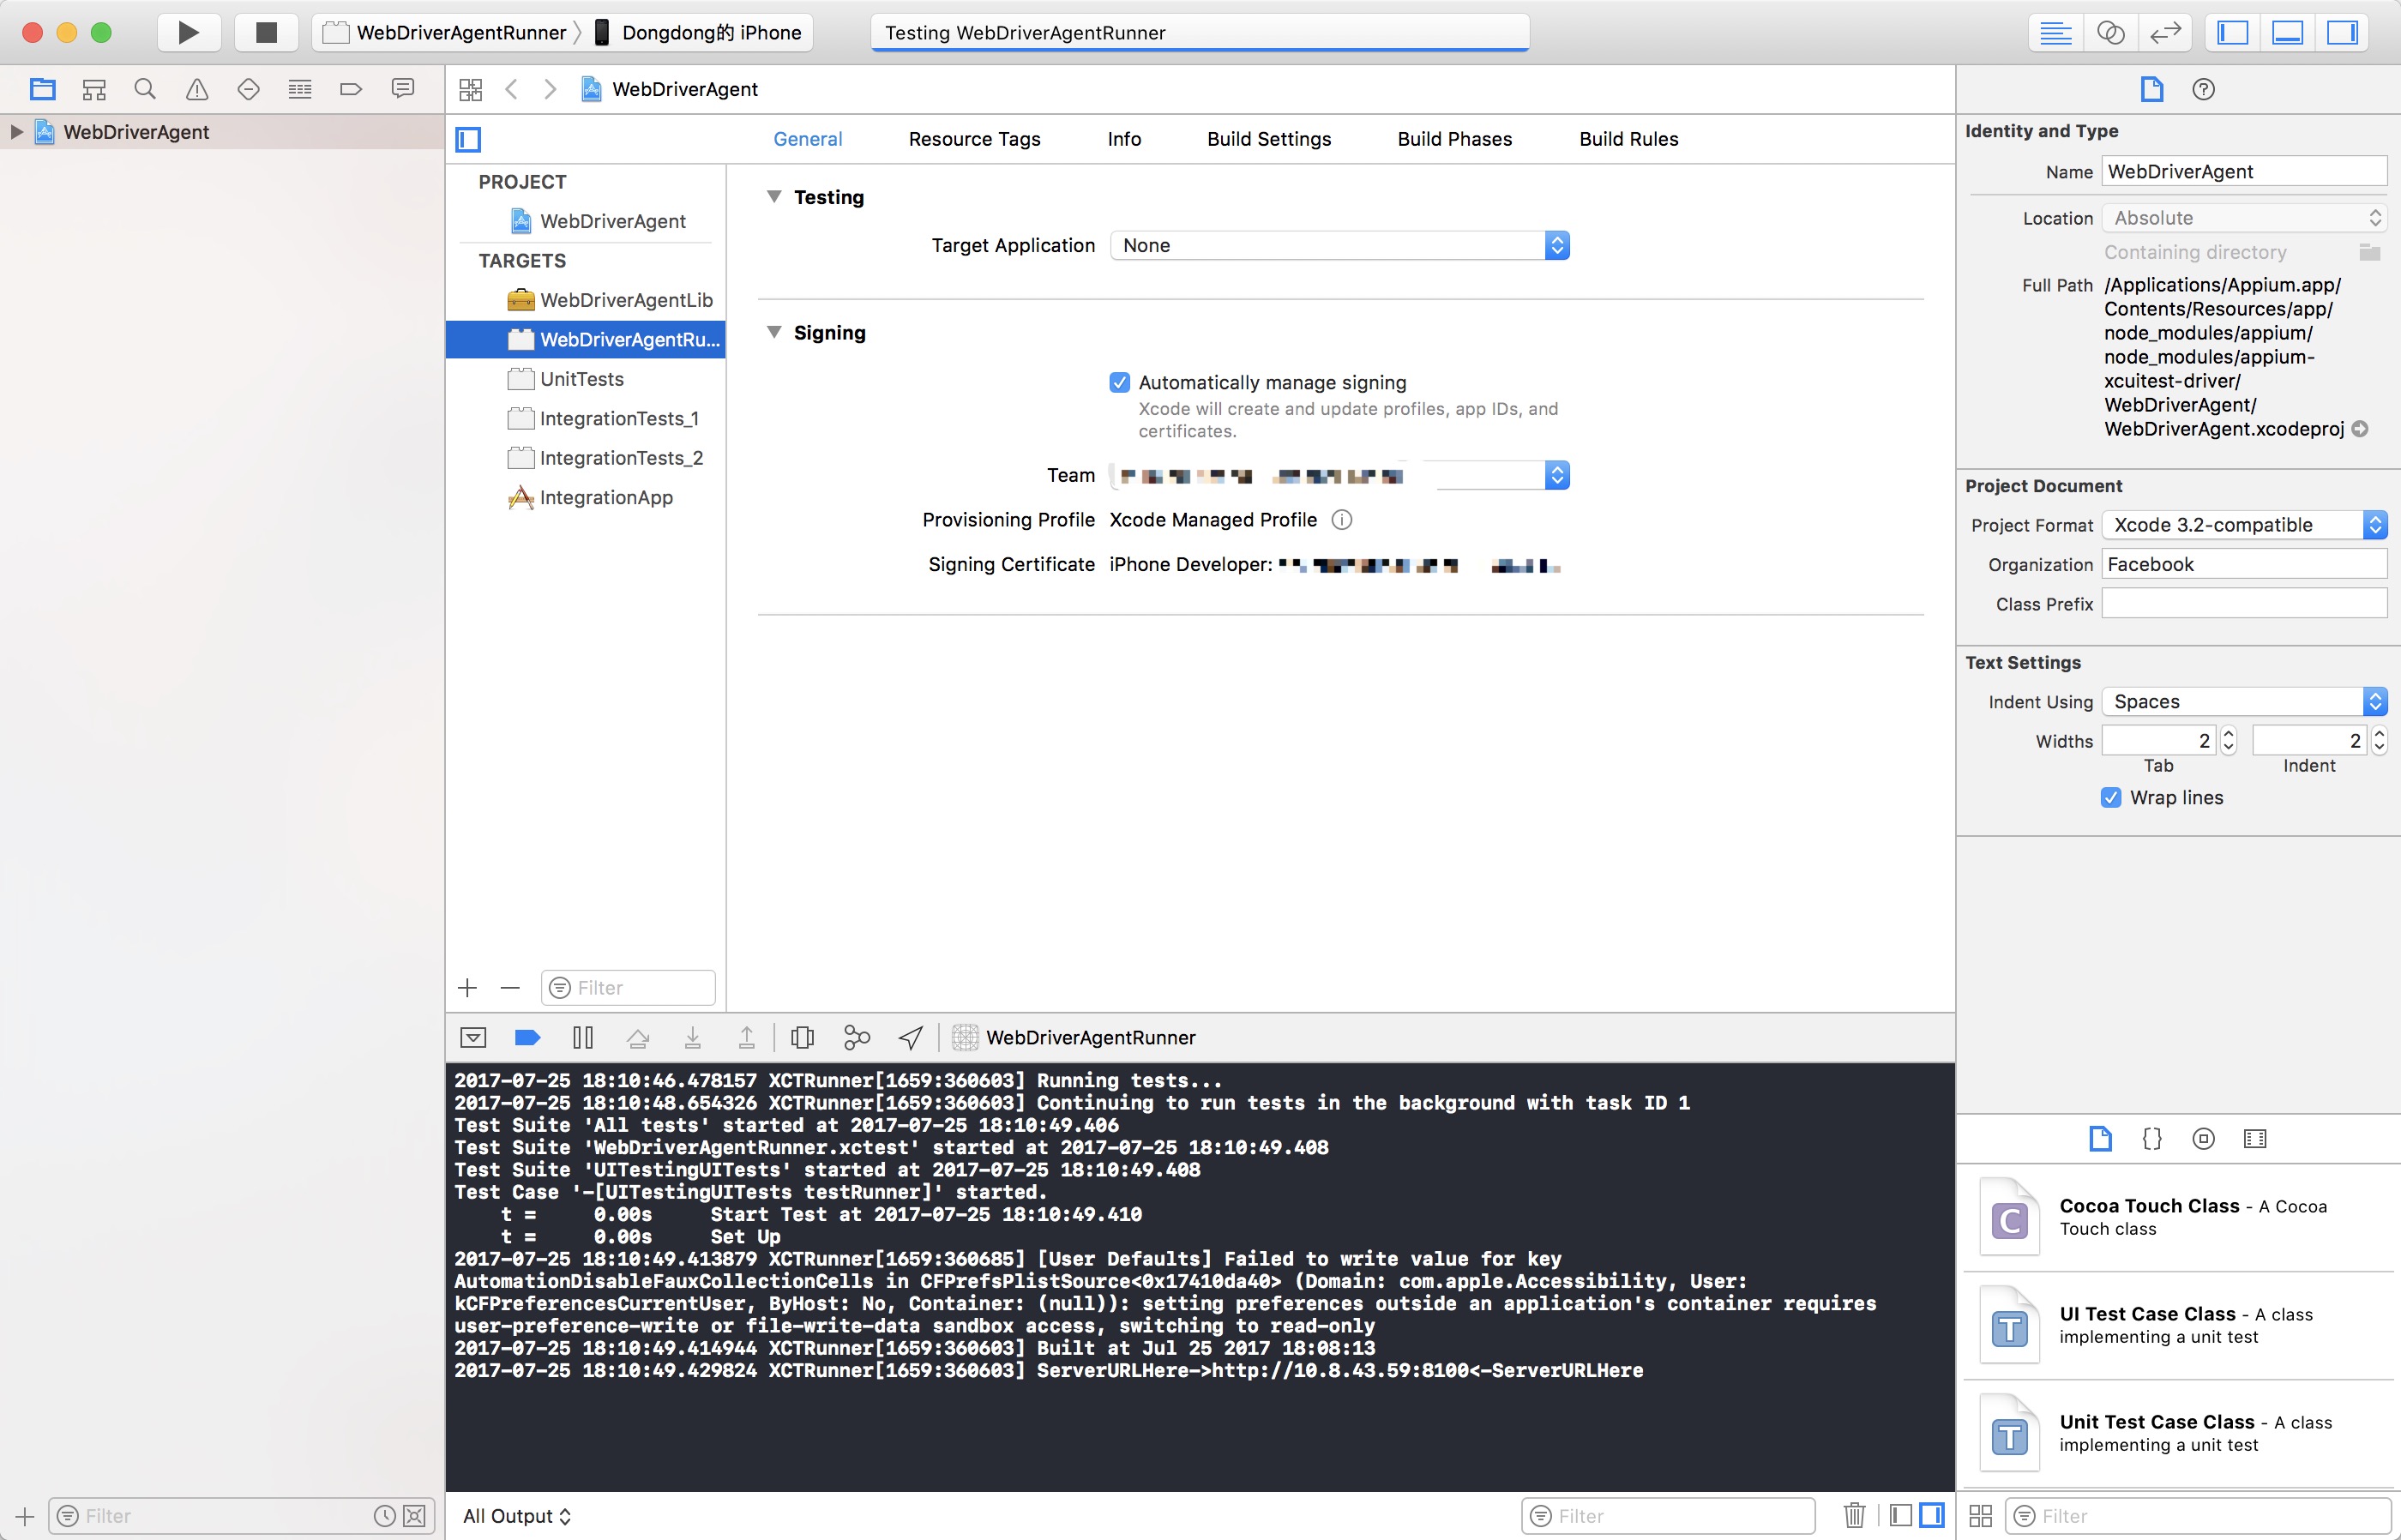 WebDriverAgentRunner
Dongdong的 iPhone
Testing WebDriverAgentRunner
WebDriverAgent
WebDriverAgent
General
Resource Tags
Info
Build Settings
Build Phases
Build Rules
PROJECT
WebDriverAgent
TARGETS
WebDriverAgentLib
WebDriverAgentRu...
UnitTests
IntegrationTests_1
IntegrationTests_2
IntegrationApp
Filter
Testing
Target Application
None
Signing
Automatically manage signing
Xcode will create and update profiles, app IDs, and
certificates.
Team
Provisioning Profile
Xcode Managed Profile
Signing Certificate
iPhone Developer:
WebDriverAgentRunner
2017-07-25 18:10:46.478157 XCTRunner[1659:360603] Running tests...
2017-07-25 18:10:48.654326 XCTRunner[1659:360603] Continuing to run tests in the background with task ID 1
Test Suite 'All tests' started at 2017-07-25 18:10:49.406
Test Suite 'WebDriverAgentRunner.xctest' started at 2017-07-25 18:10:49.408
Test Suite 'UITestingUITests' started at 2017-07-25 18:10:49.408
Test Case '-[UITestingUITests testRunner]' started.
t = 0.00s Start Test at 2017-07-25 18:10:49.410
t = 0.00s Set Up
2017-07-25 18:10:49.413879 XCTRunner[1659:360685] [User Defaults] Failed to write value for key
AutomationDisableFauxCollectionCells in CFPrefsPlistSource<0x17410da40> (Domain: com.apple.Accessibility, User:
kCFPreferencesCurrentUser, ByHost: No, Container: (null)): setting preferences outside an application's container requires
user-preference-write or file-write-data sandbox access, switching to read-only
2017-07-25 18:10:49.414944 XCTRunner[1659:360603] Built at Jul 25 2017 18:08:13
2017-07-25 18:10:49.429824 XCTRunner[1659:360603] ServerURLHere->http://10.8.43.59:8100<-ServerURLHere
Filter
All Output
Filter
Identity and Type
Name
WebDriverAgent
Location
Absolute
Containing directory
Full Path
/Applications/Appium.app/
Contents/Resources/app/
node_modules/appium/
node_modules/appium-
xcuitest-driver/
WebDriverAgent/
WebDriverAgent.xcodeproj
Project Document
Project Format
Xcode 3.2-compatible
Organization
Facebook
Class Prefix
Text Settings
Indent Using
Spaces
Widths
2
2
Tab
Indent
Wrap lines
Cocoa Touch Class - A Cocoa
Touch class
UI Test Case Class - A class
implementing a unit test
Unit Test Case Class - A class
implementing a unit test
Filter